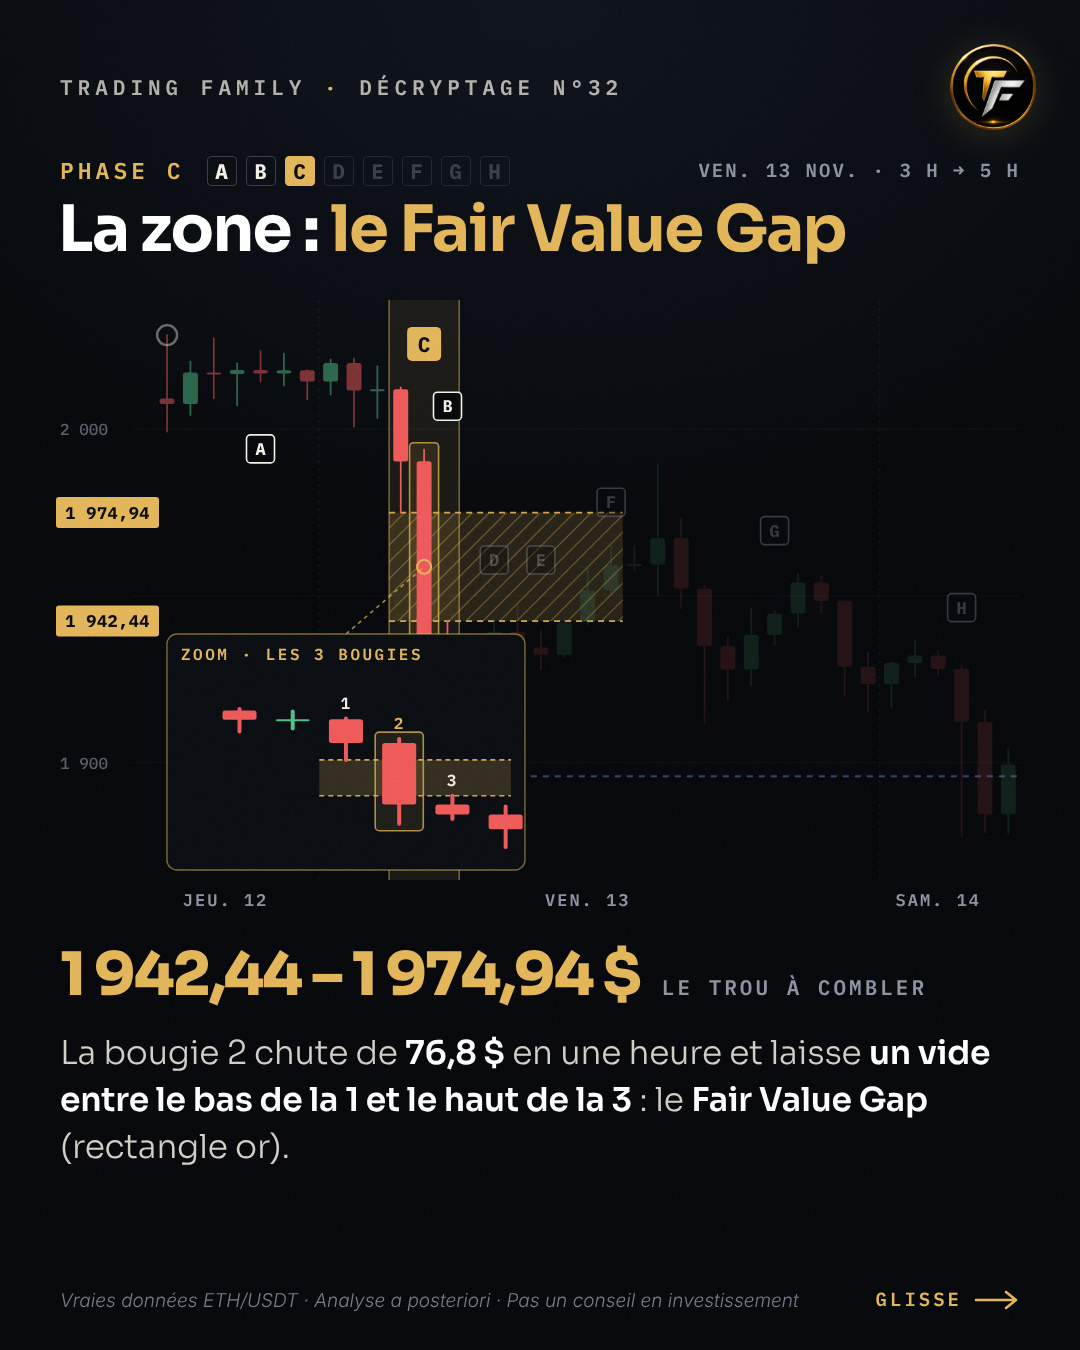 TRADING FAMILY · DÉCRYPTAGE N°32
TF
PHASE C A B C D E F G H
VEN. 13 NOV. · 3 H → 5 H
La zone : le Fair Value Gap
C
B
2 000
A
1 974,94
F
G
D E
1 942,44
H
ZOOM · LES 3 BOUGIES
1
2
3
1 900
JEU. 12
VEN. 13
SAM. 14
1 942,44 – 1 974,94 $ LE TROU À COMBLER
La bougie 2 chute de 76,8 $ en une heure et laisse un vide
entre le bas de la 1 et le haut de la 3 : le Fair Value Gap
(rectangle or).
Vraies données ETH/USDT · Analyse a posteriori · Pas un conseil en investissement
GLISSE →